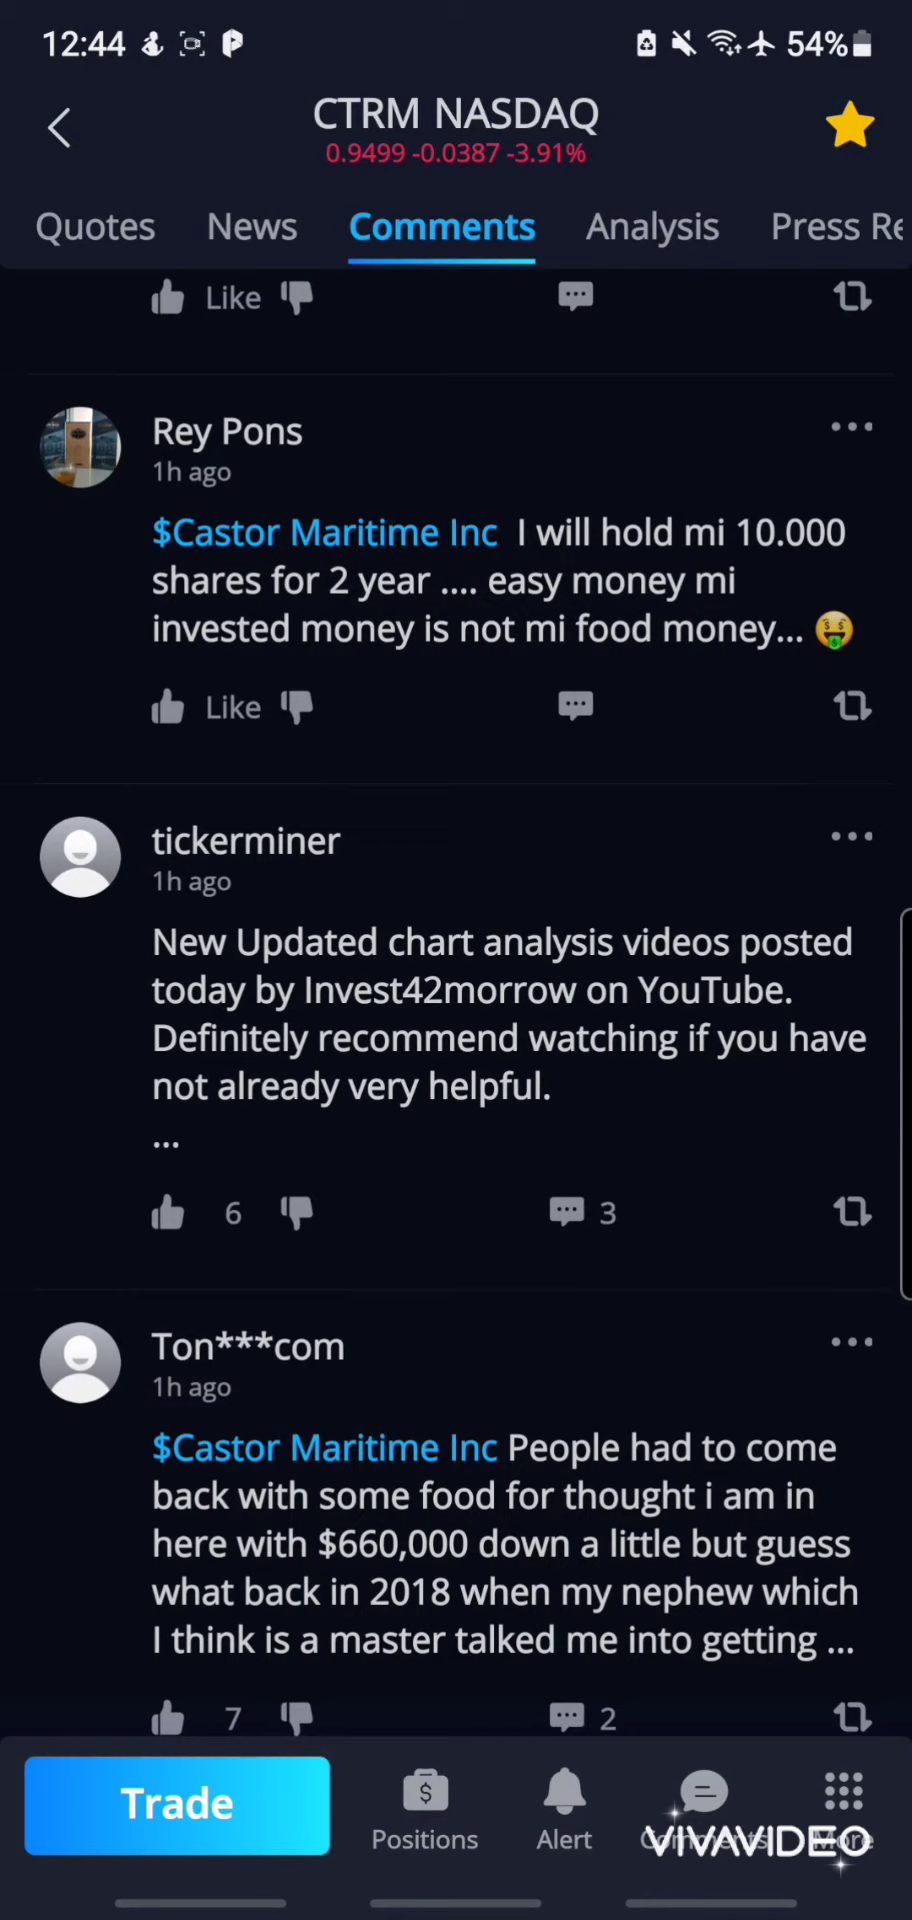 12:44 54%
CTRM NASDAQ
0.9499 -0.0387 -3.91%
Quotes News Comments Analysis Press Re
Like
Rey Pons
1h ago
$Castor Maritime Inc I will hold mi 10.000
shares for 2 year .... easy money mi
invested money is not mi food money... 🤑
Like
tickerminer
1h ago
New Updated chart analysis videos posted
today by Invest42morrow on YouTube.
Definitely recommend watching if you have
not already very helpful.
...
6 3
Ton***com
1h ago
$Castor Maritime Inc People had to come
back with some food for thought i am in
here with $660,000 down a little but guess
what back in 2018 when my nephew which
I think is a master talked me into getting ...
7 2
Trade
Positions Alert Comments More
VIVAVIDEO